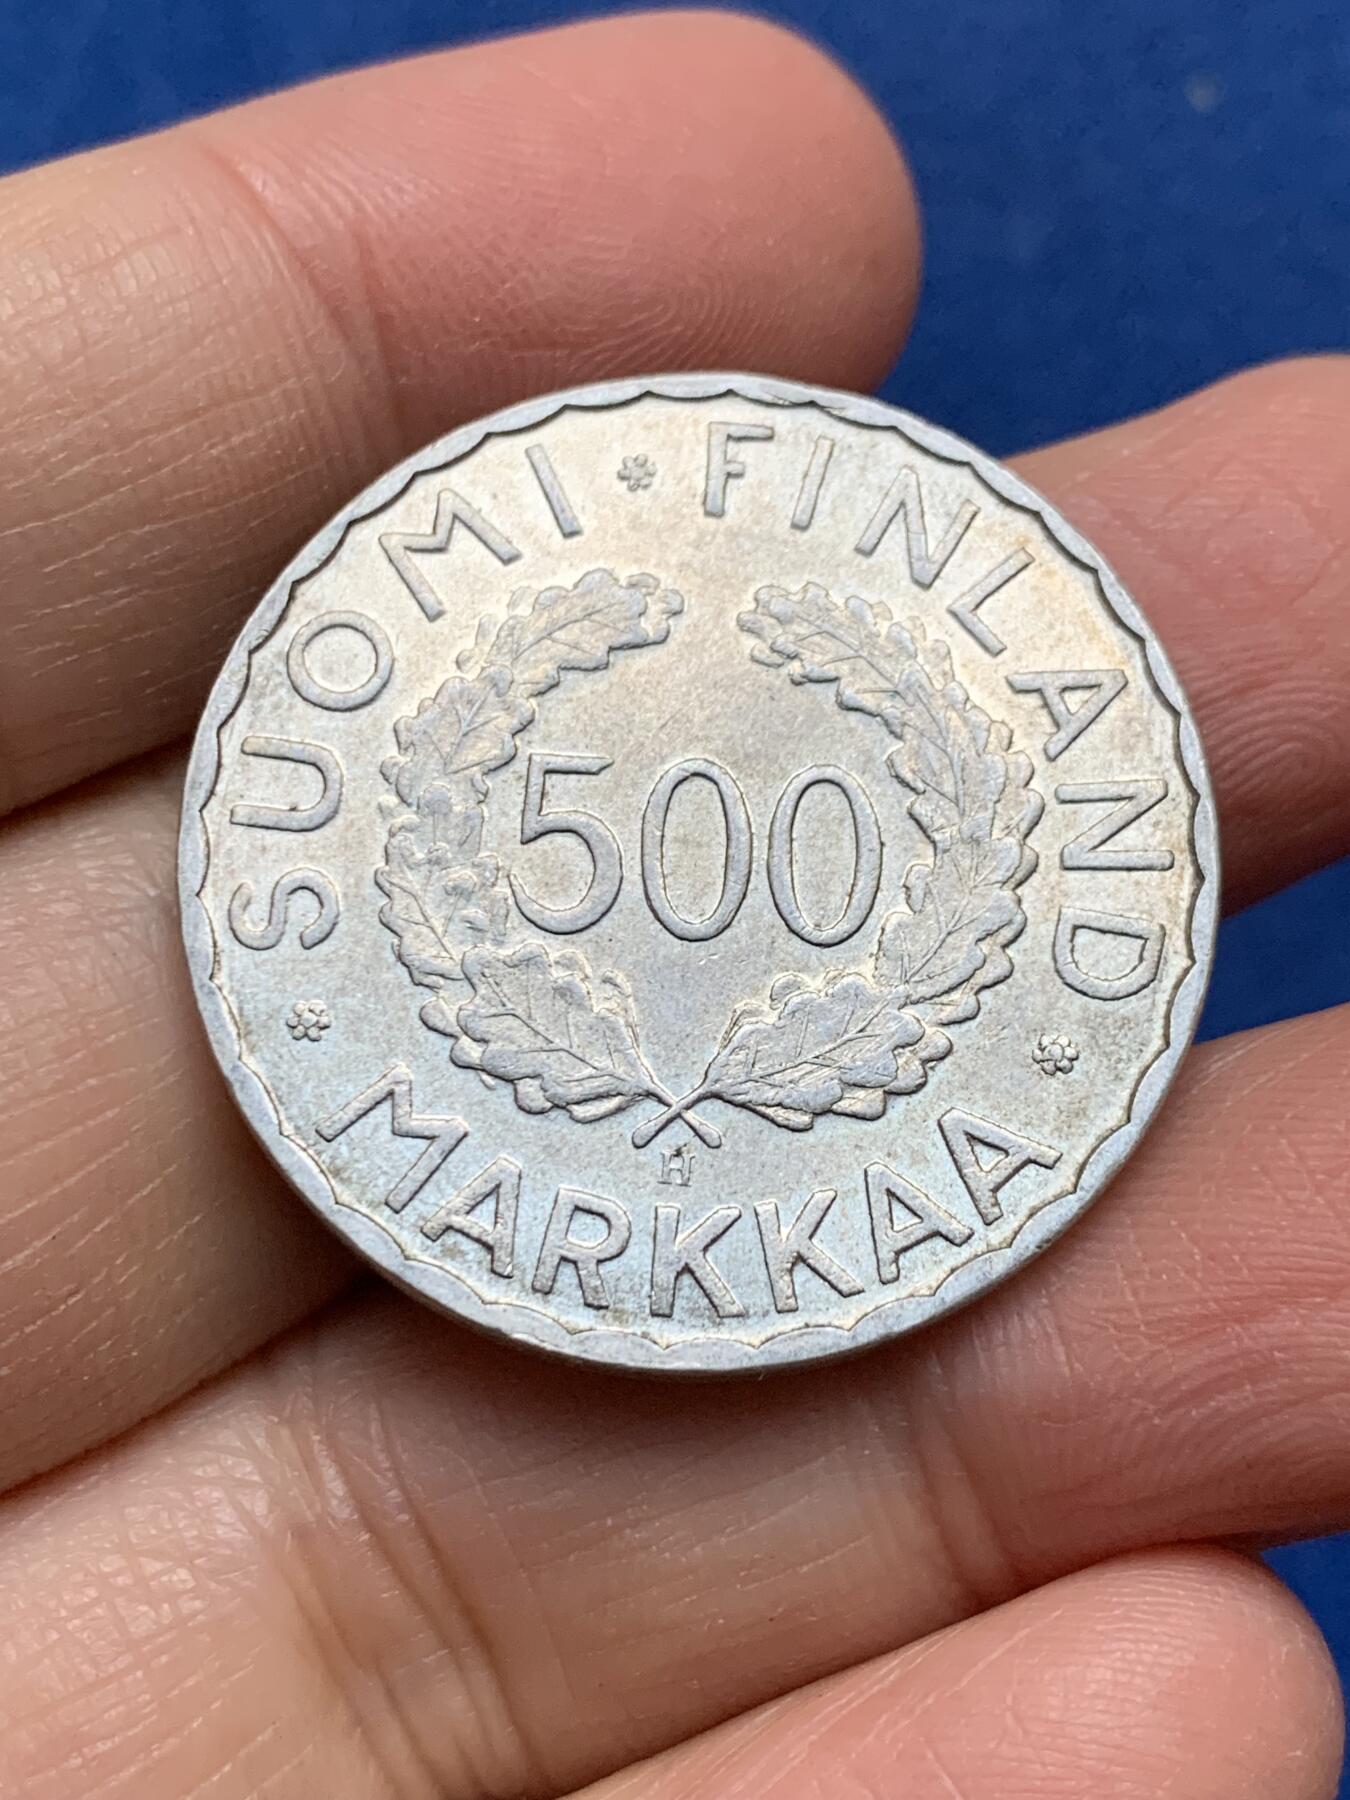 SUOMI * FINLAND
500
H
* MARKKAA *